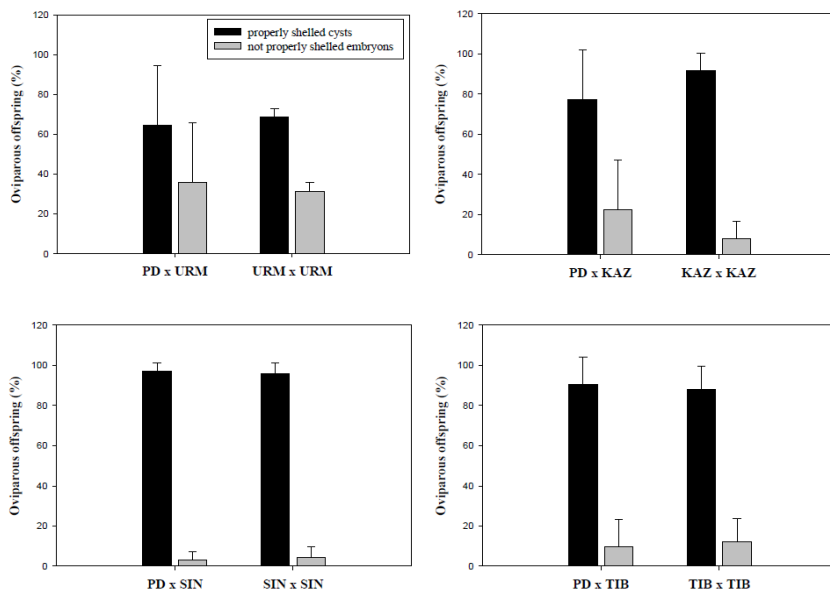 120
100
80
60
40
20
0
Oviparous offspring (%)
properly shelled cysts
not properly shelled embryons
PD x URM URM x URM
120
100
80
60
40
20
0
Oviparous offspring (%)
PD x KAZ KAZ x KAZ
120
100
80
60
40
20
0
Oviparous offspring (%)
PD x SIN SIN x SIN
120
100
80
60
40
20
0
Oviparous offspring (%)
PD x TIB TIB x TIB